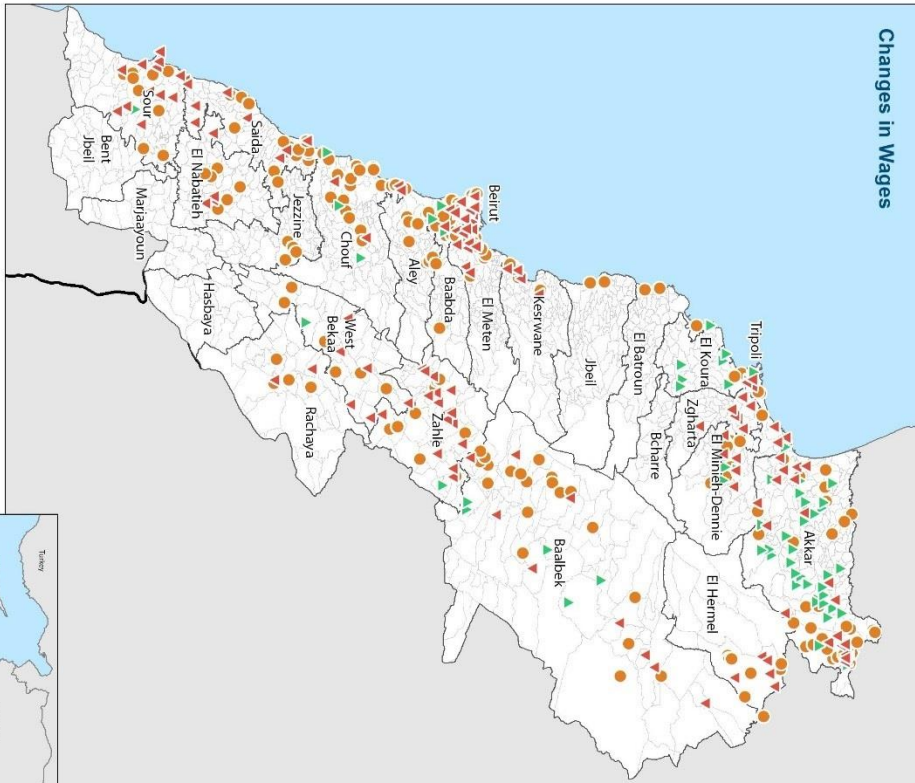 Changes in Wages
Akkar
Tripoli
El Minieh-Dennie
El Koura
Zgharta
Bcharre
El Hermel
El Batroun
Jbeil
Baalbek
Kesrwane
El Meten
Beirut
Baabda
Aley
Zahle
Chouf
West
Bekaa
Rachaya
Jezzine
Saida
El Nabatieh
Hasbaya
Marjaayoun
Sour
Bent
Jbeil
Turkey